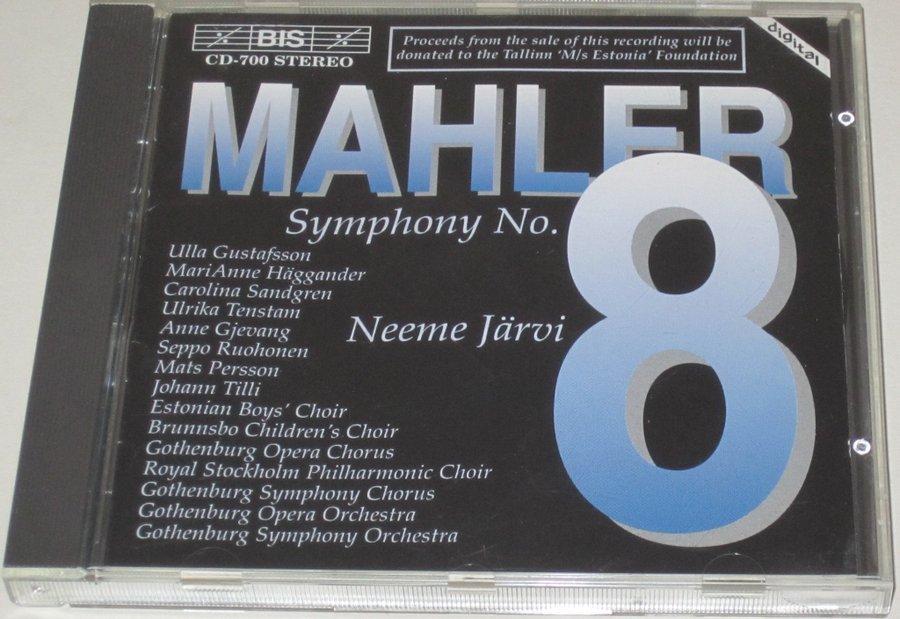 BIS
CD-700 STEREO
Proceeds from the sale of this recording will be
donated to the Tallinn 'M/s Estonia' Foundation
digital
MAHLER
Symphony No.
8
Neeme Järvi
Ulla Gustafsson
MariAnne Häggander
Carolina Sandgren
Ulrika Tenstam
Anne Gjevang
Seppo Ruohonen
Mats Persson
Johann Tilli
Estonian Boys' Choir
Brunnsbo Children's Choir
Gothenburg Opera Chorus
Royal Stockholm Philharmonic Choir
Gothenburg Symphony Chorus
Gothenburg Opera Orchestra
Gothenburg Symphony Orchestra